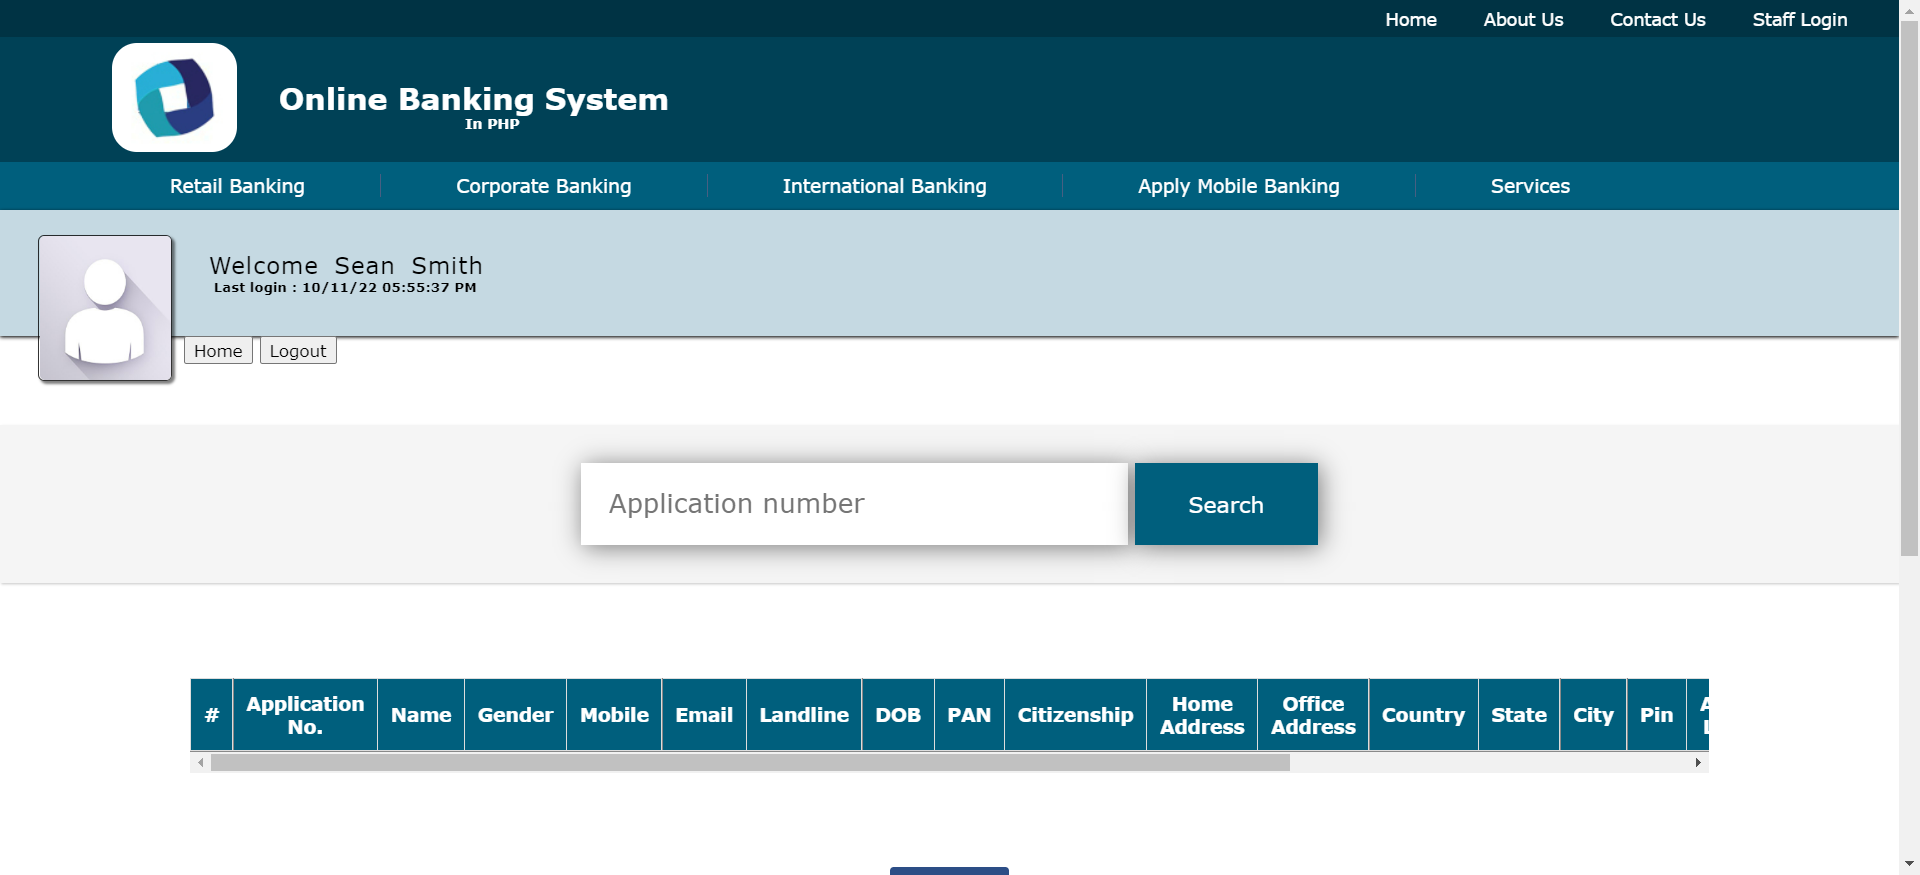 Home About Us Contact Us Staff Login
Online Banking System
In PHP
Retail Banking Corporate Banking International Banking Apply Mobile Banking Services
Welcome Sean Smith
Last login : 10/11/22 05:55:37 PM
Home Logout
Application number Search
# Application No. Name Gender Mobile Email Landline DOB PAN Citizenship Home Address Office Address Country State City Pin